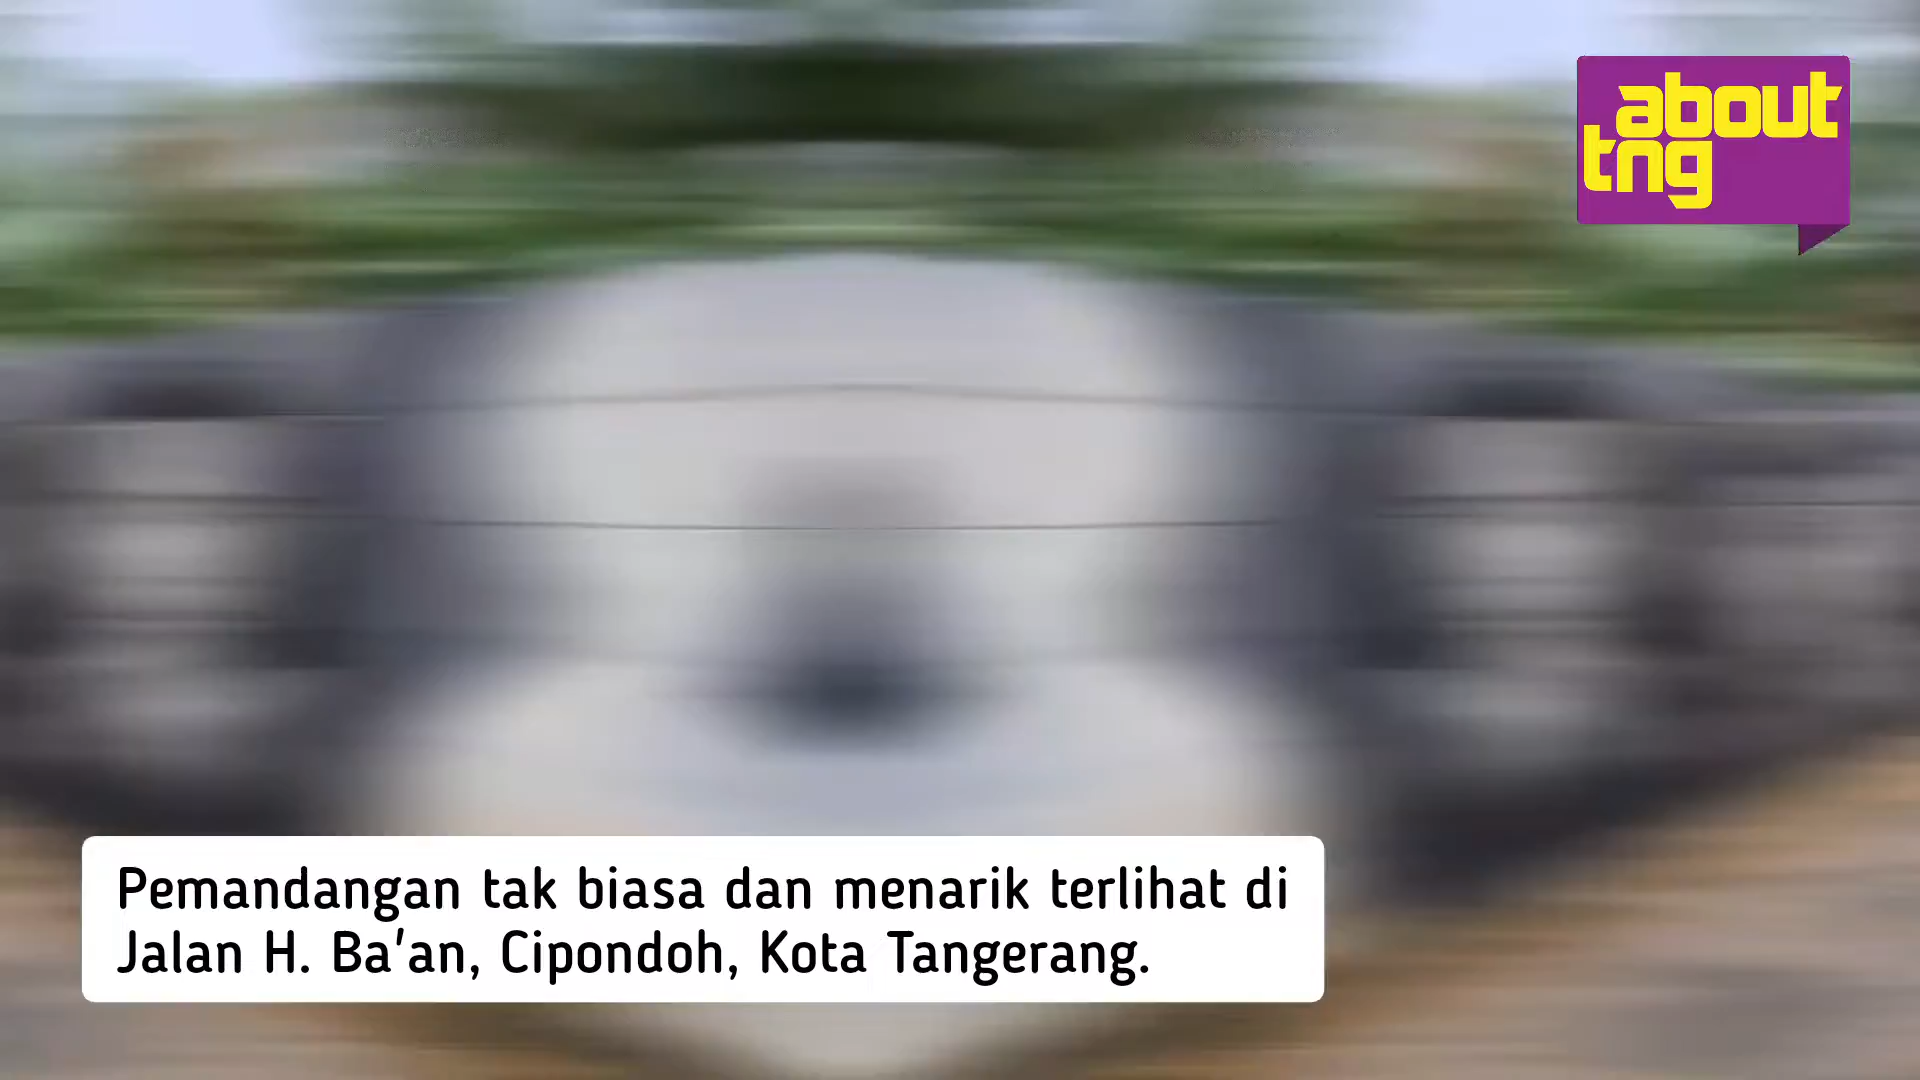 about
tng
Pemandangan tak biasa dan menarik terlihat di
Jalan H. Ba'an, Cipondoh, Kota Tangerang.